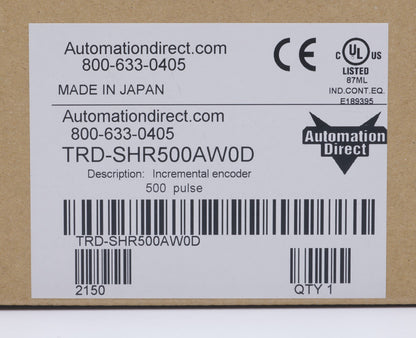 Automationdirect.com
800-633-0405
MADE IN JAPAN
CE
C UL US
LISTED
87ML
IND.CONT.EQ.
E189395
Automationdirect.com
800-633-0405
TRD-SHR500AW0D
Description: Incremental encoder
500 pulse
Automation
Direct
TRD-SHR500AW0D
2150
QTY 1